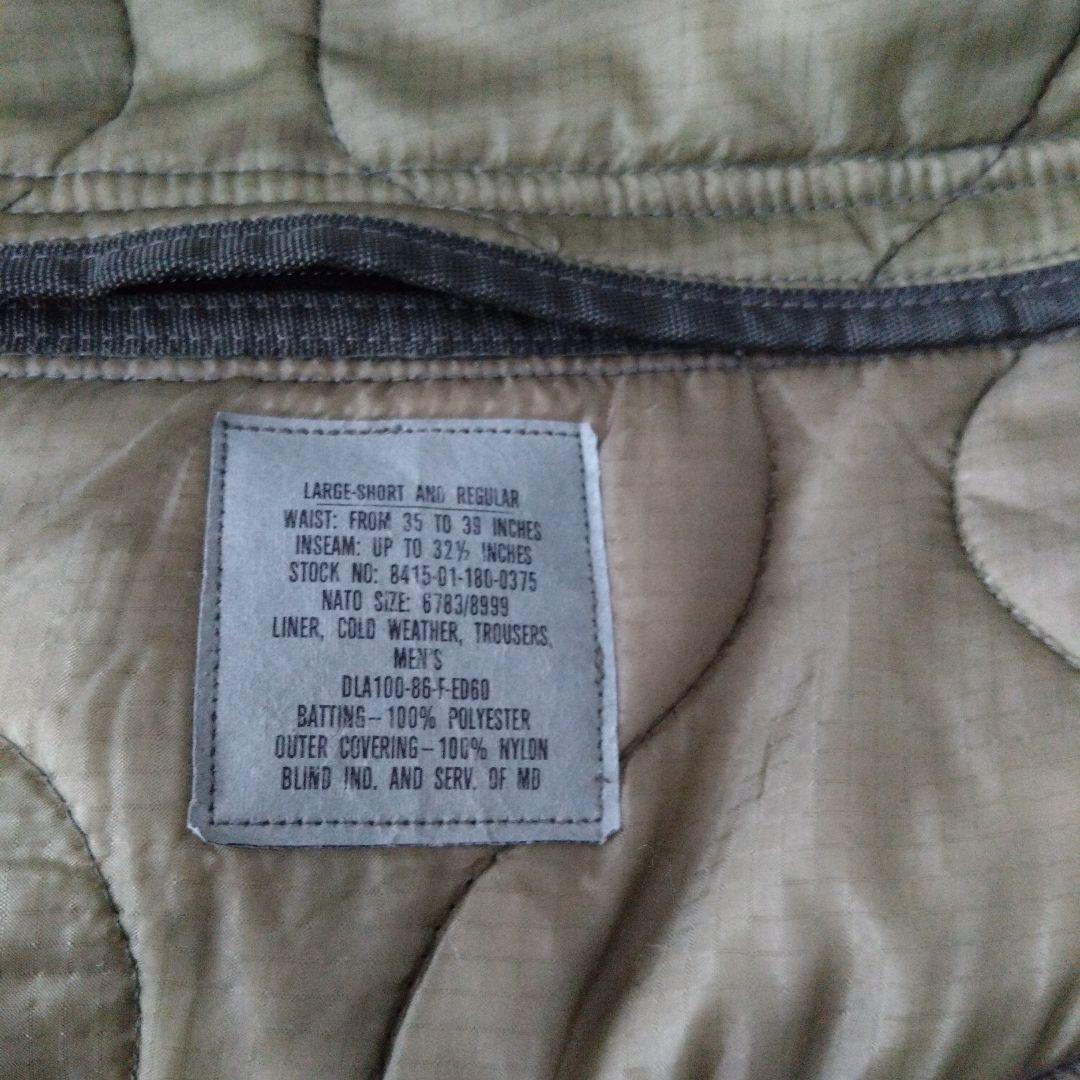 LARGE-SHORT AND REGULAR
WAIST: FROM 35 TO 39 INCHES
INSEAM: UP TO 32½ INCHES
STOCK NO: 8415-01-180-0375
NATO SIZE: 6783/8999
LINER, COLD WEATHER, TROUSERS,
MEN'S
DLA100-86-F-ED60
BATTING-100% POLYESTER
OUTER COVERING-100% NYLON
BLIND IND. AND SERV. OF MD